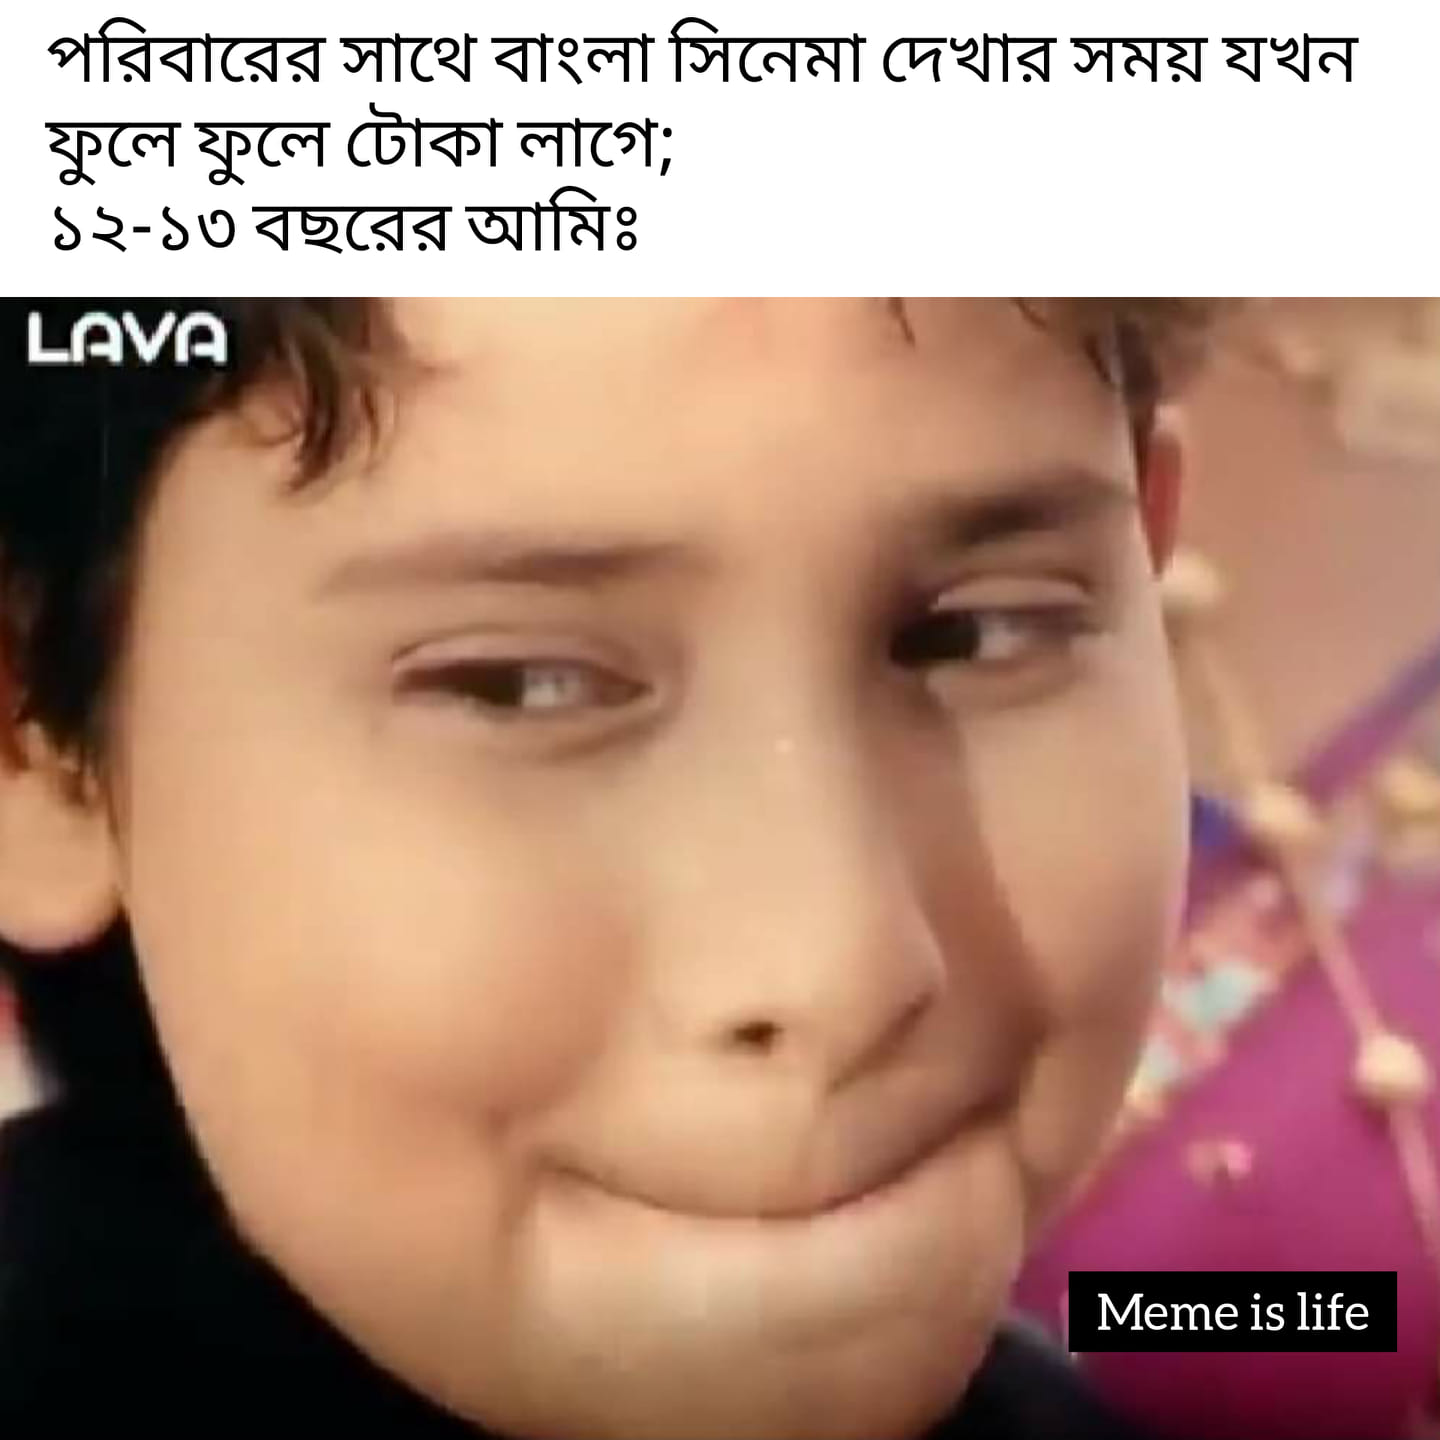 পরিবারের সাথে বাংলা সিনেমা দেখার সময় যখন
ফুলে ফুলে টোকা লাগে;
১২-১৩ বছরের আমিঃ
LAVA
Meme is life